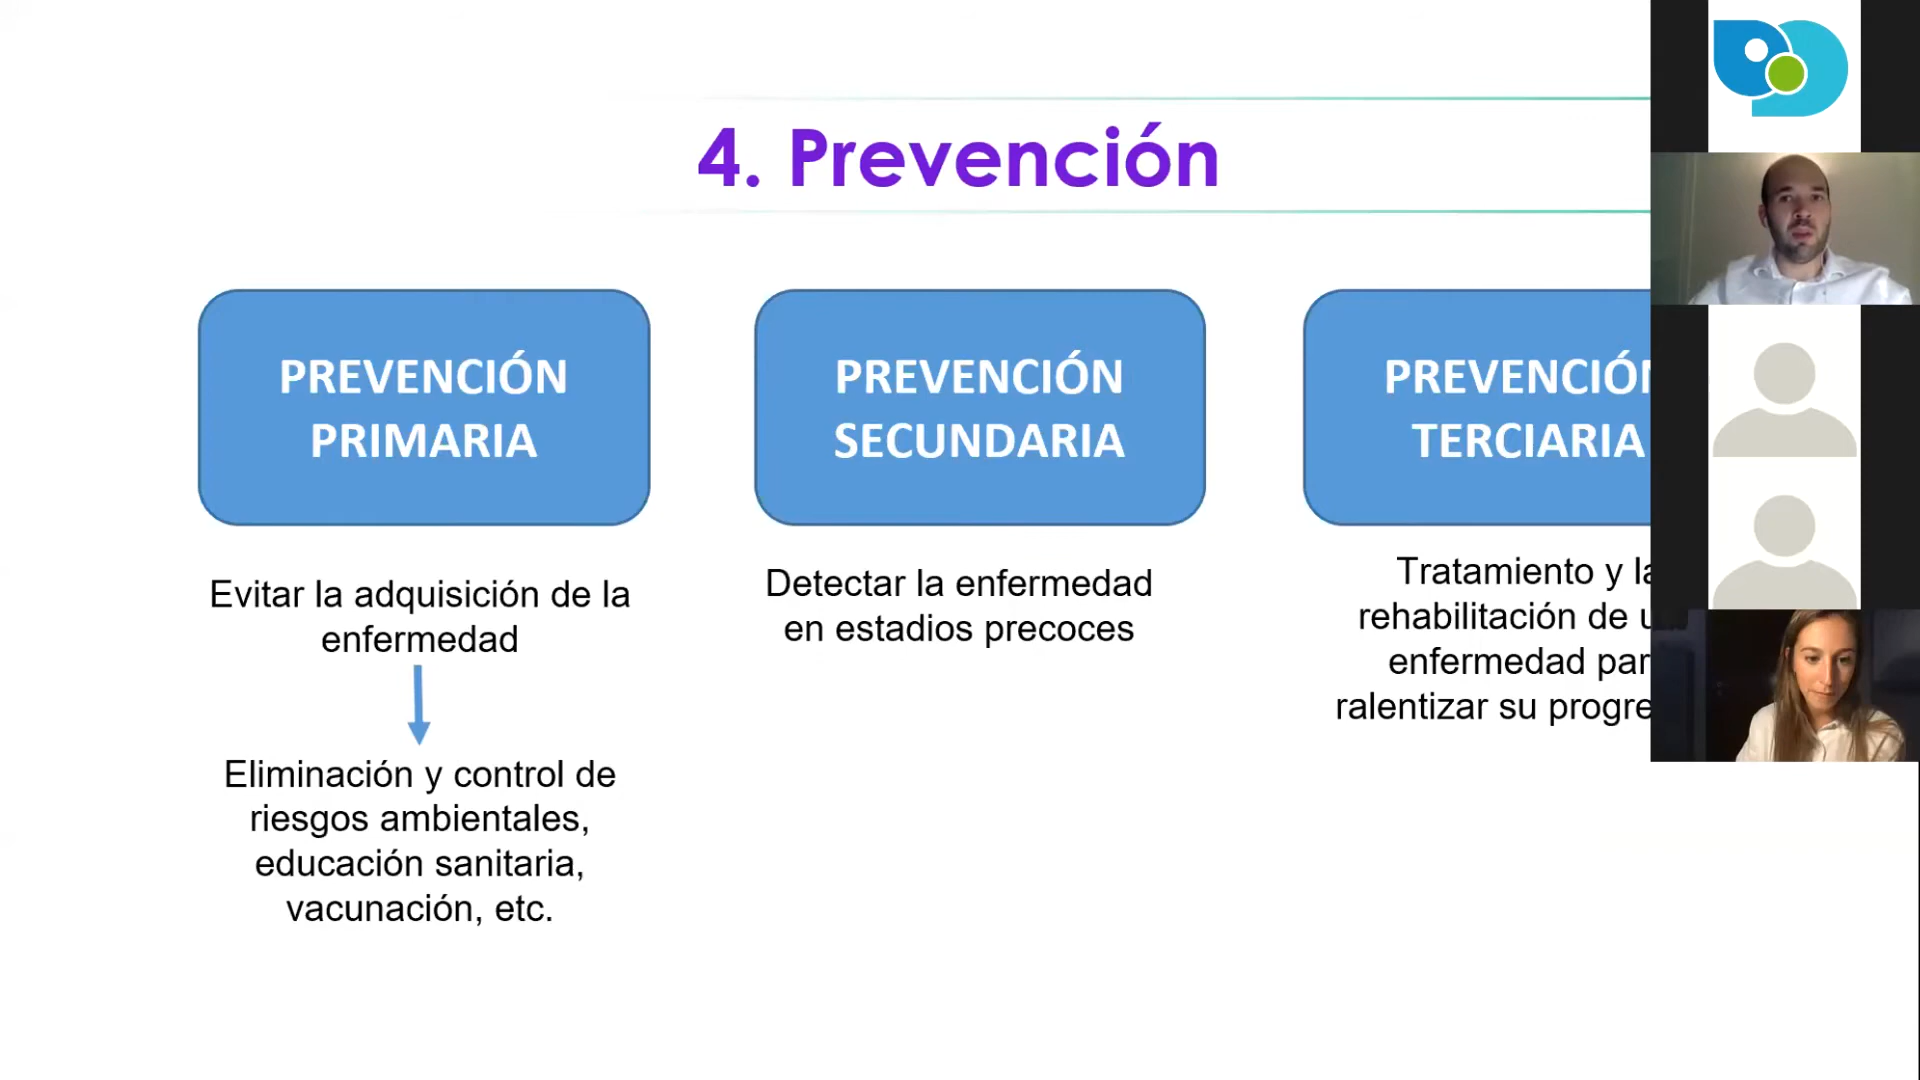 4. Prevención
PREVENCIÓN
PRIMARIA
PREVENCIÓN
SECUNDARIA
PREVENCIÓN
TERCIARIA
Evitar la adquisición de la
enfermedad
Detectar la enfermedad
en estadios precoces
Tratamiento y
rehabilitación de
enfermedad
ralentizar su
Eliminación y control de
riesgos ambientales,
educación sanitaria,
vacunación, etc.